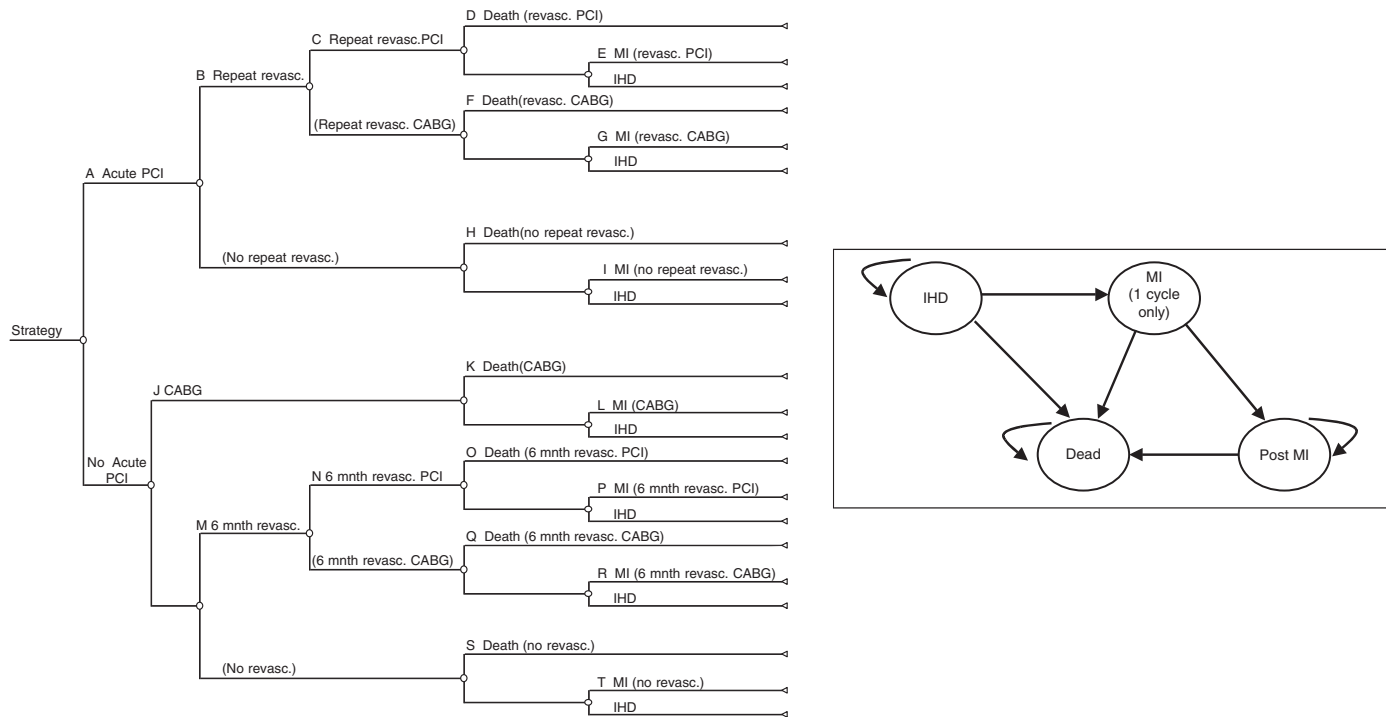 D Death (revasc. PCI)
C Repeat revasc.PCI
E MI (revasc. PCI)
B Repeat revasc.
IHD
F Death(revasc. CABG)
(Repeat revasc. CABG)
G MI (revasc. CABG)
IHD
A Acute PCI
H Death(no repeat revasc.)
(No repeat revasc.)
I MI (no repeat revasc.)
IHD
Strategy
K Death(CABG)
J CABG
L MI (CABG)
IHD
No Acute
PCI
O Death (6 mnth revasc. PCI)
N 6 mnth revasc. PCI
P MI (6 mnth revasc. PCI)
IHD
M 6 mnth revasc.
Q Death (6 mnth revasc. CABG)
(6 mnth revasc. CABG)
R MI (6 mnth revasc. CABG)
IHD
S Death (no revasc.)
(No revasc.)
T MI (no revasc.)
IHD
IHD
MI
(1 cycle
only)
Dead
Post MI